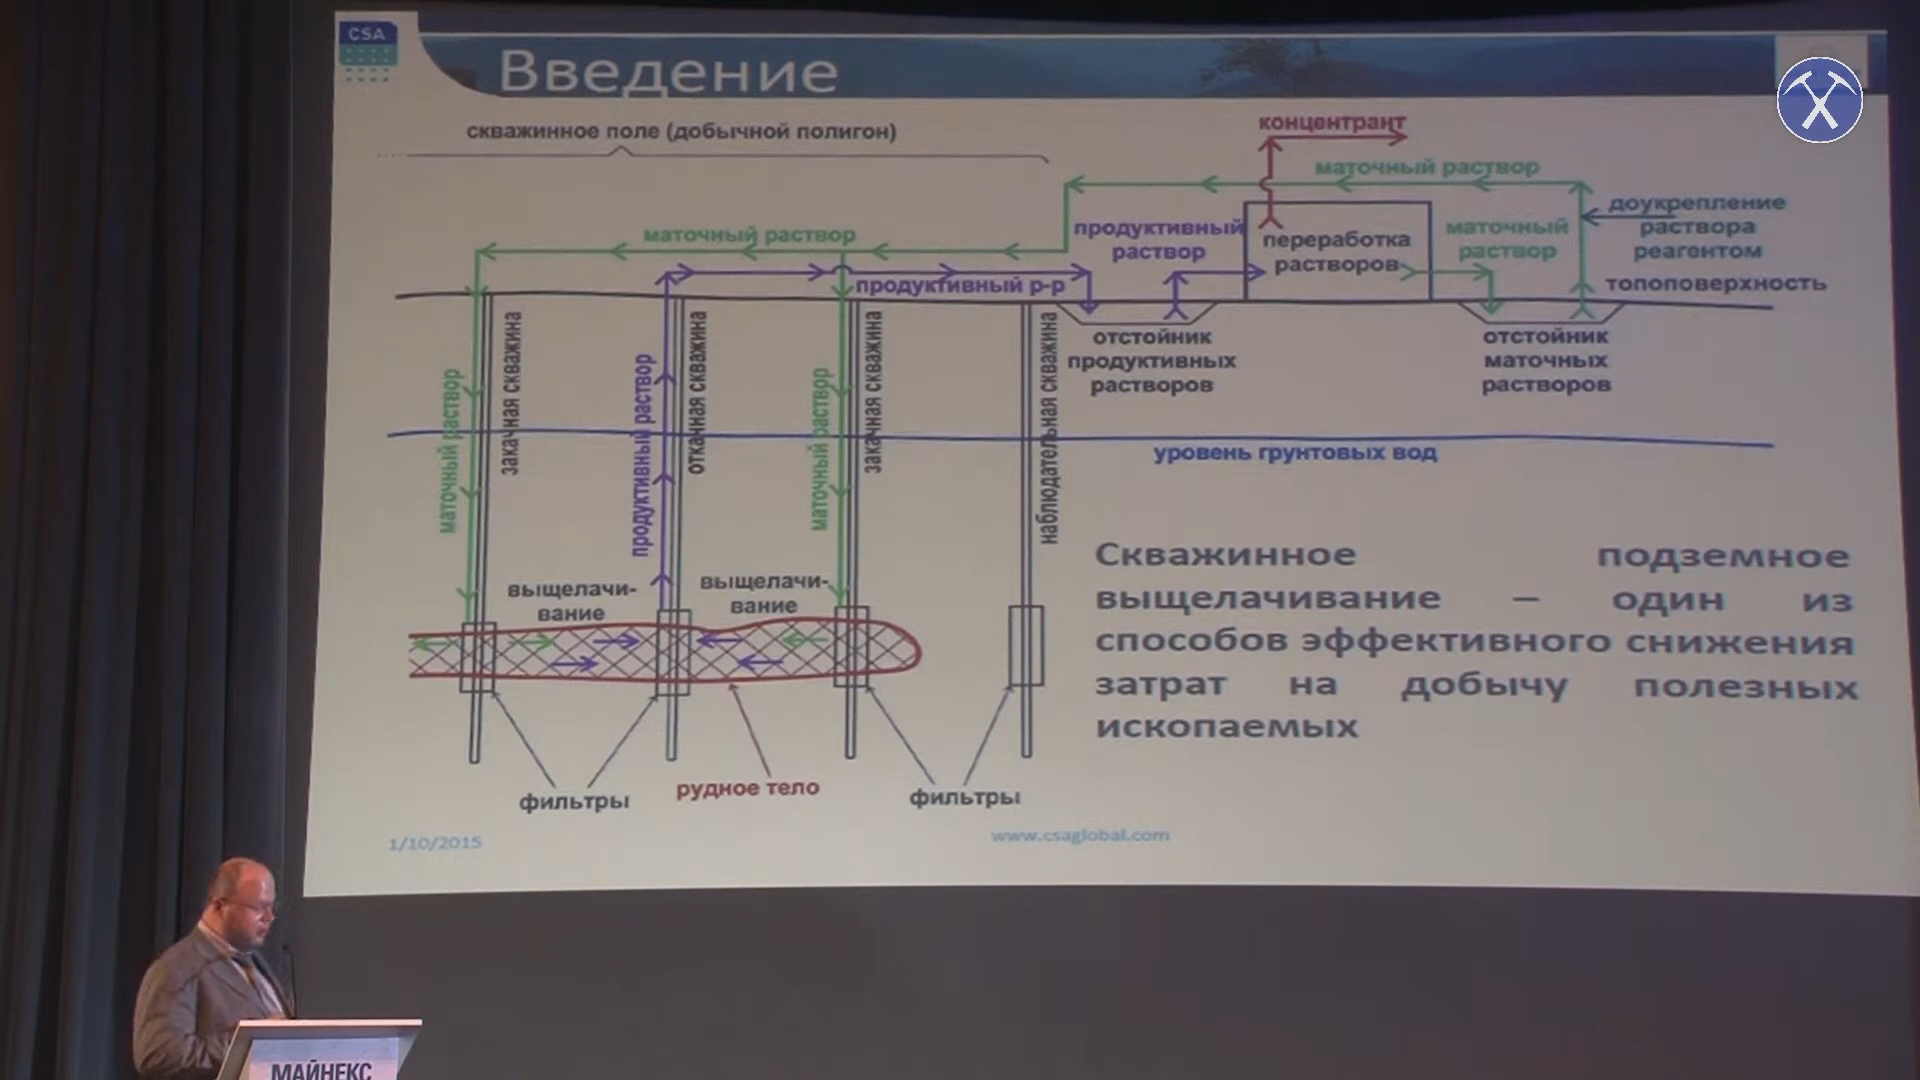 CSA
Введение
скважинное поле (добычной полигон)
концентрант
маточный раствор
доукрепление
раствора
реагентом
маточный раствор
продуктивный
раствор
переработка
растворов
маточный
раствор
продуктивный р-р
топоповерхность
маточный раствор
закачная скважина
продуктивный раствор
откачная скважина
маточный раствор
закачная скважина
наблюдательная скважина
отстойник
продуктивных
растворов
отстойник
маточных
растворов
уровень грунтовых вод
выщелачи-
вание
выщелачи-
вание
фильтры
рудное тело
фильтры
Скважинное подземное
выщелачивание – один из
способов эффективного снижения
затрат на добычу полезных
ископаемых
1/10/2015
www.csaglobal.com
МАЙНЕКС